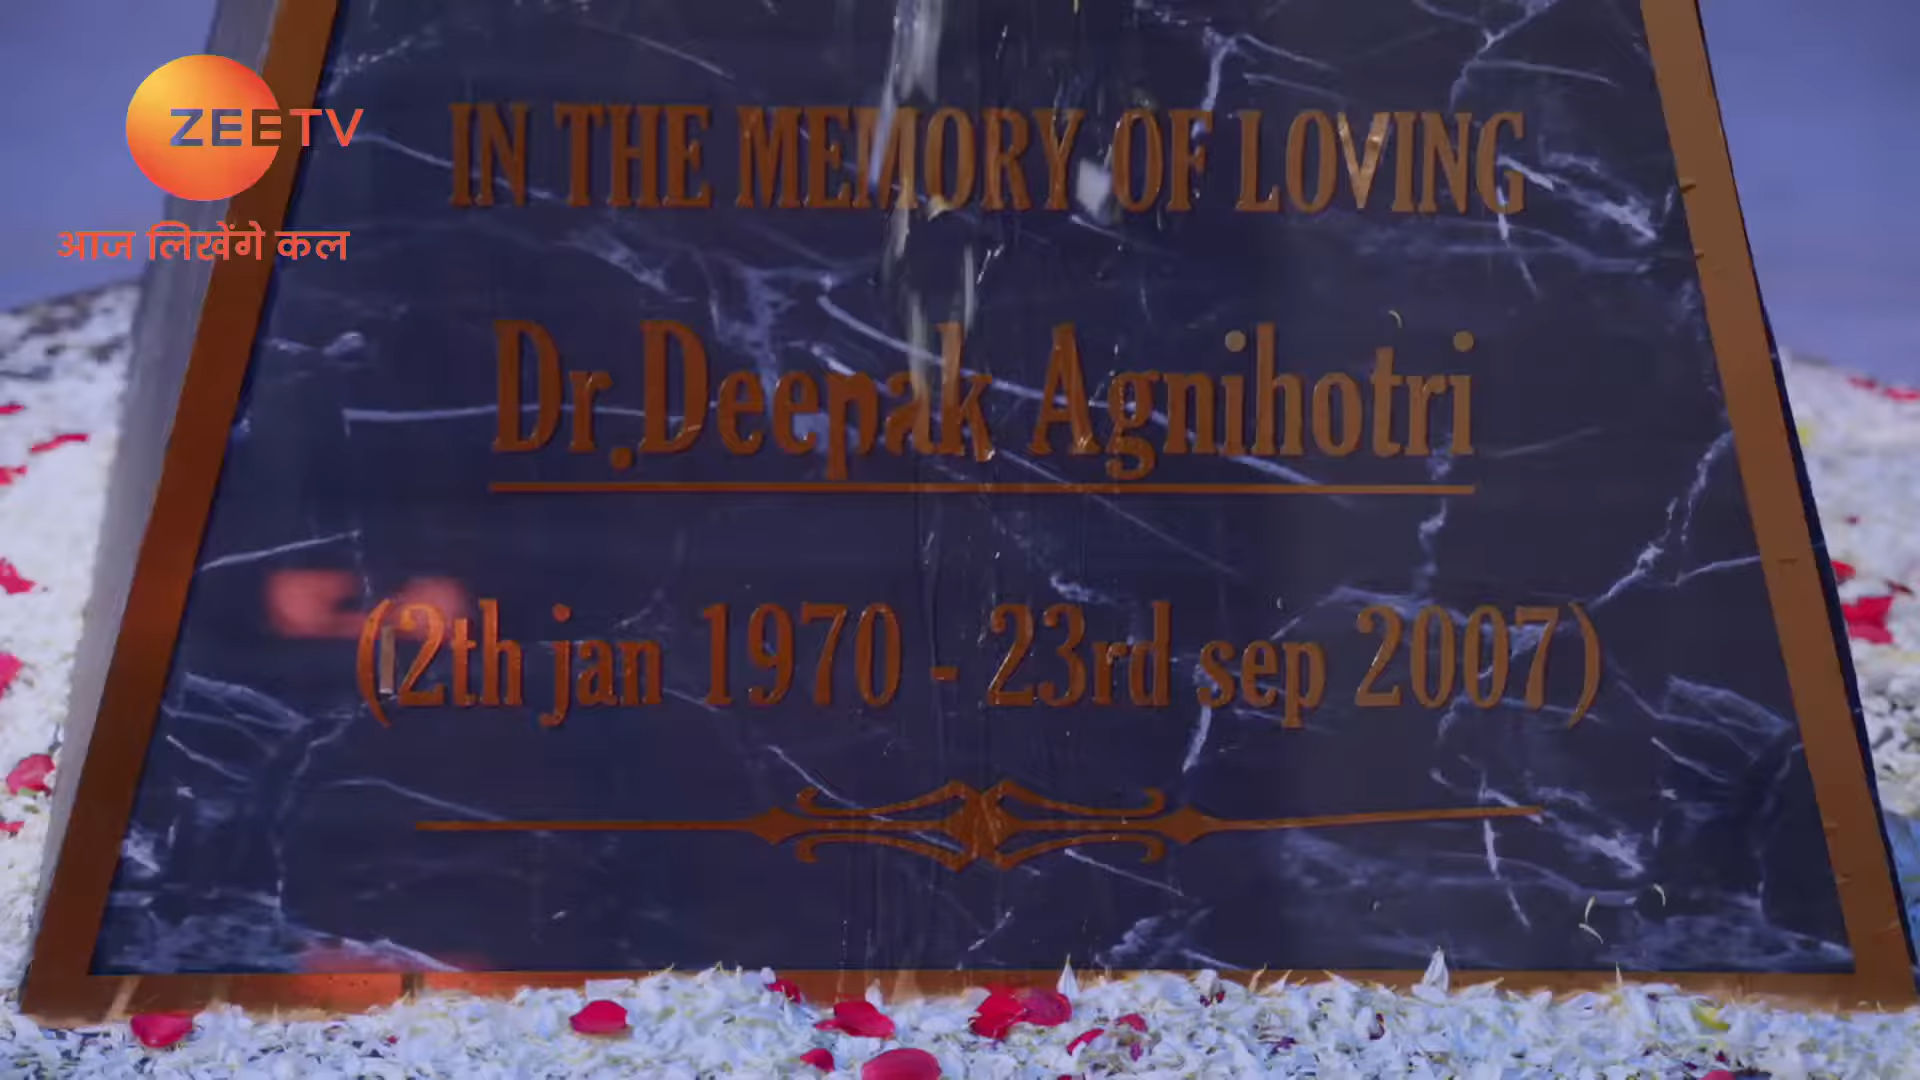 ZEETV
आज लिखेंगे कल
IN THE MEMORY OF LOVING
Dr.Deepak Agnihotri
(2th jan 1970 - 23rd sep 2007)